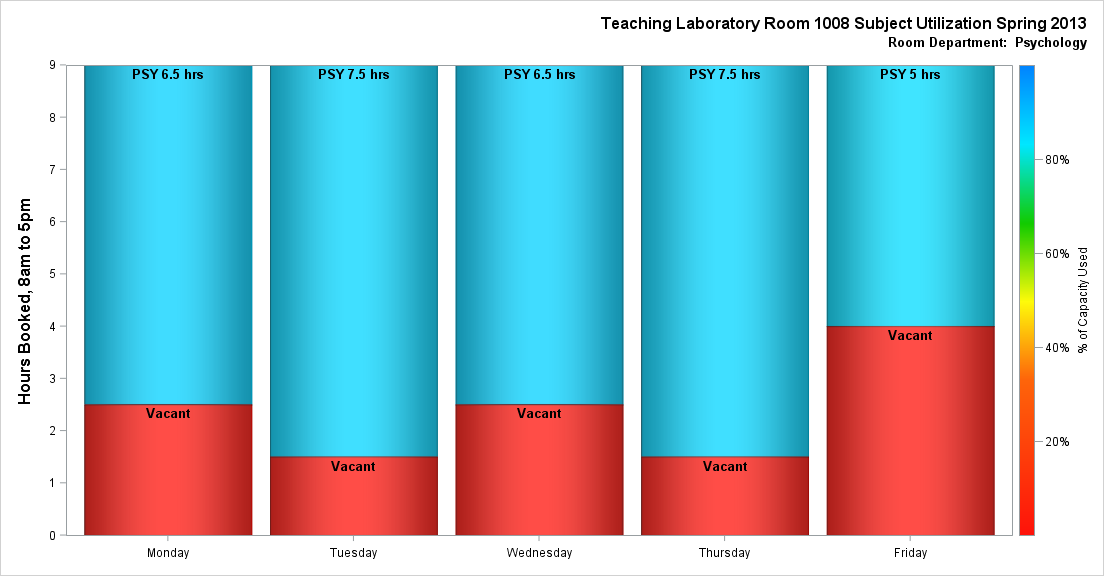 Teaching Laboratory Room 1008 Subject Utilization Spring 2013
Room Department:  Psychology
Hours Booked, 8am to 5pm
9
8
7
6
5
4
3
2
1
0
PSY 6.5 hrs
PSY 7.5 hrs
PSY 6.5 hrs
PSY 7.5 hrs
PSY 5 hrs
Vacant
Vacant
Vacant
Vacant
Vacant
Monday
Tuesday
Wednesday
Thursday
Friday
80%
60%
40%
20%
% of Capacity Used